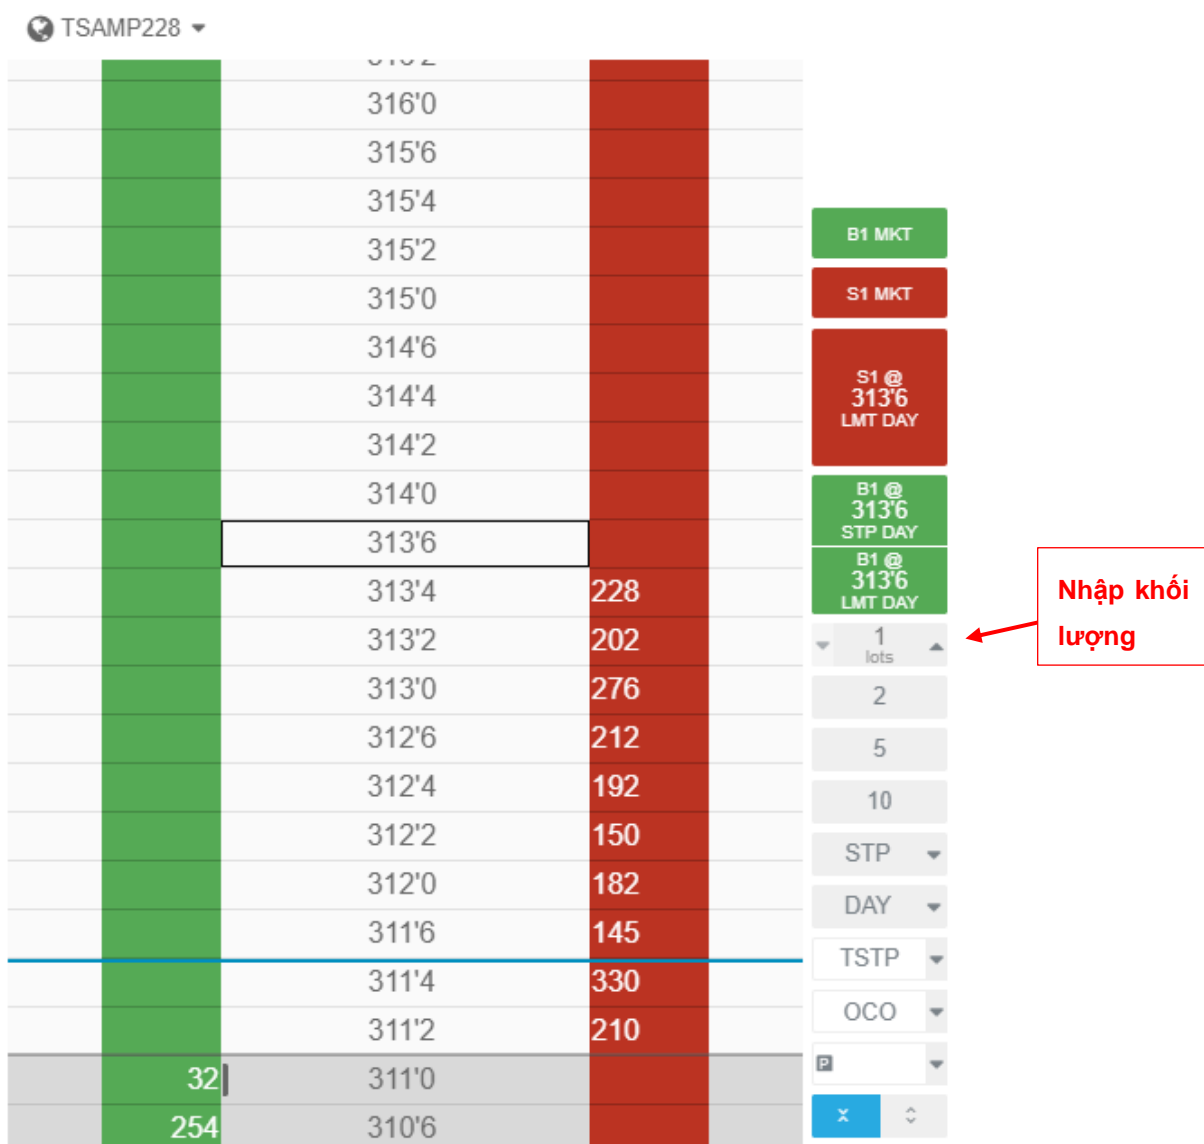 TSAMP228
316'0
315'6
315'4
315'2
315'0
314'6
314'4
314'2
314'0
313'6
313'4 228
313'2 202
313'0 276
312'6 212
312'4 192
312'2 150
312'0 182
311'6 145
311'4 330
311'2 210
32 311'0
254 310'6
B1 MKT
S1 MKT
S1 @
313'6
LMT DAY
B1 @
313'6
STP DAY
B1 @
313'6
LMT DAY
1
lots
2
5
10
STP
DAY
TSTP
OCO
P
Nhập khối
lượng